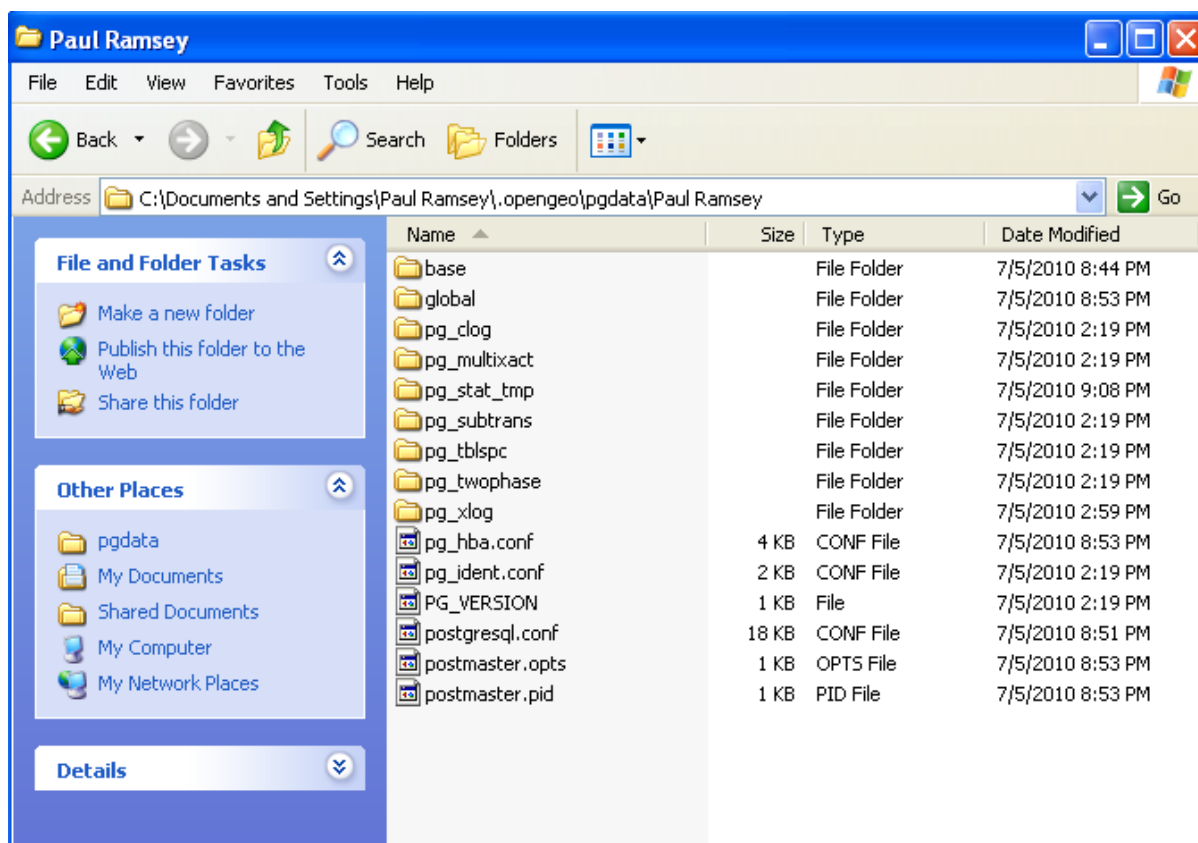 Paul Ramsey
File Edit View Favorites Tools Help
Back Search Folders
Address C:\Documents and Settings\Paul Ramsey\.opengeo\pgdata\Paul Ramsey Go
File and Folder Tasks
Make a new folder
Publish this folder to the
Web
Share this folder
Other Places
pgdata
My Documents
Shared Documents
My Computer
My Network Places
Details
Name Size Type Date Modified
base File Folder 7/5/2010 8:44 PM
global File Folder 7/5/2010 8:53 PM
pg_clog File Folder 7/5/2010 2:19 PM
pg_multixact File Folder 7/5/2010 2:19 PM
pg_stat_tmp File Folder 7/5/2010 9:08 PM
pg_subtrans File Folder 7/5/2010 2:19 PM
pg_tblspc File Folder 7/5/2010 2:19 PM
pg_twophase File Folder 7/5/2010 2:19 PM
pg_xlog File Folder 7/5/2010 2:59 PM
pg_hba.conf 4 KB CONF File 7/5/2010 8:53 PM
pg_ident.conf 2 KB CONF File 7/5/2010 2:19 PM
PG_VERSION 1 KB File 7/5/2010 2:19 PM
postgresql.conf 18 KB CONF File 7/5/2010 8:51 PM
postmaster.opts 1 KB OPTS File 7/5/2010 8:53 PM
postmaster.pid 1 KB PID File 7/5/2010 8:53 PM